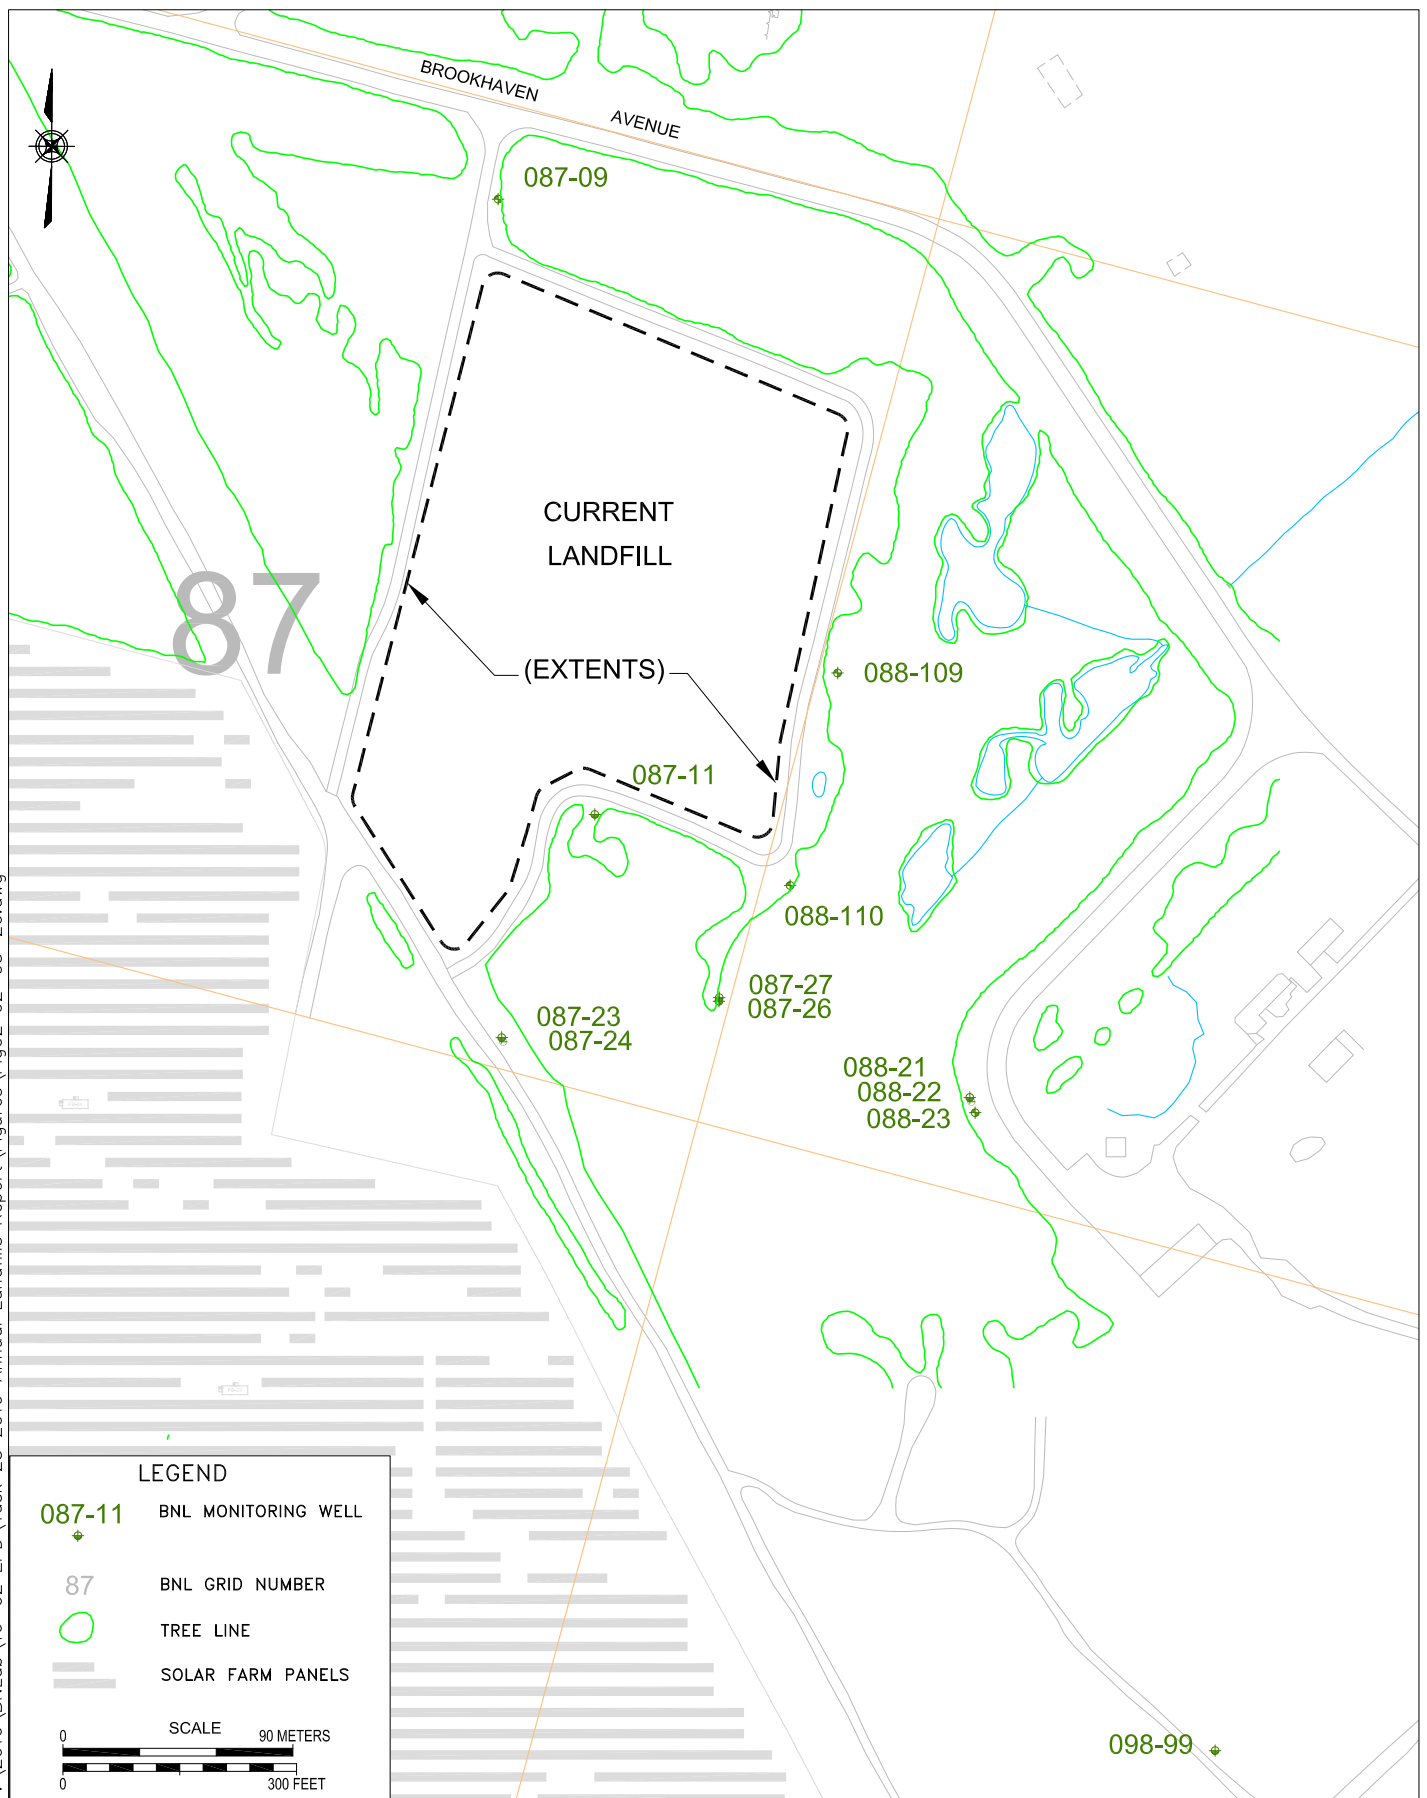 BROOKHAVEN
AVENUE
087-09
CURRENT
LANDFILL
87
(EXTENTS)
088-109
087-11
088-110
087-27
087-26
087-23
087-24
088-21
088-22
088-23
098-99
LEGEND
087-11 BNL MONITORING WELL
87 BNL GRID NUMBER
TREE LINE
SOLAR FARM PANELS
SCALE
0 90 METERS
0 300 FEET